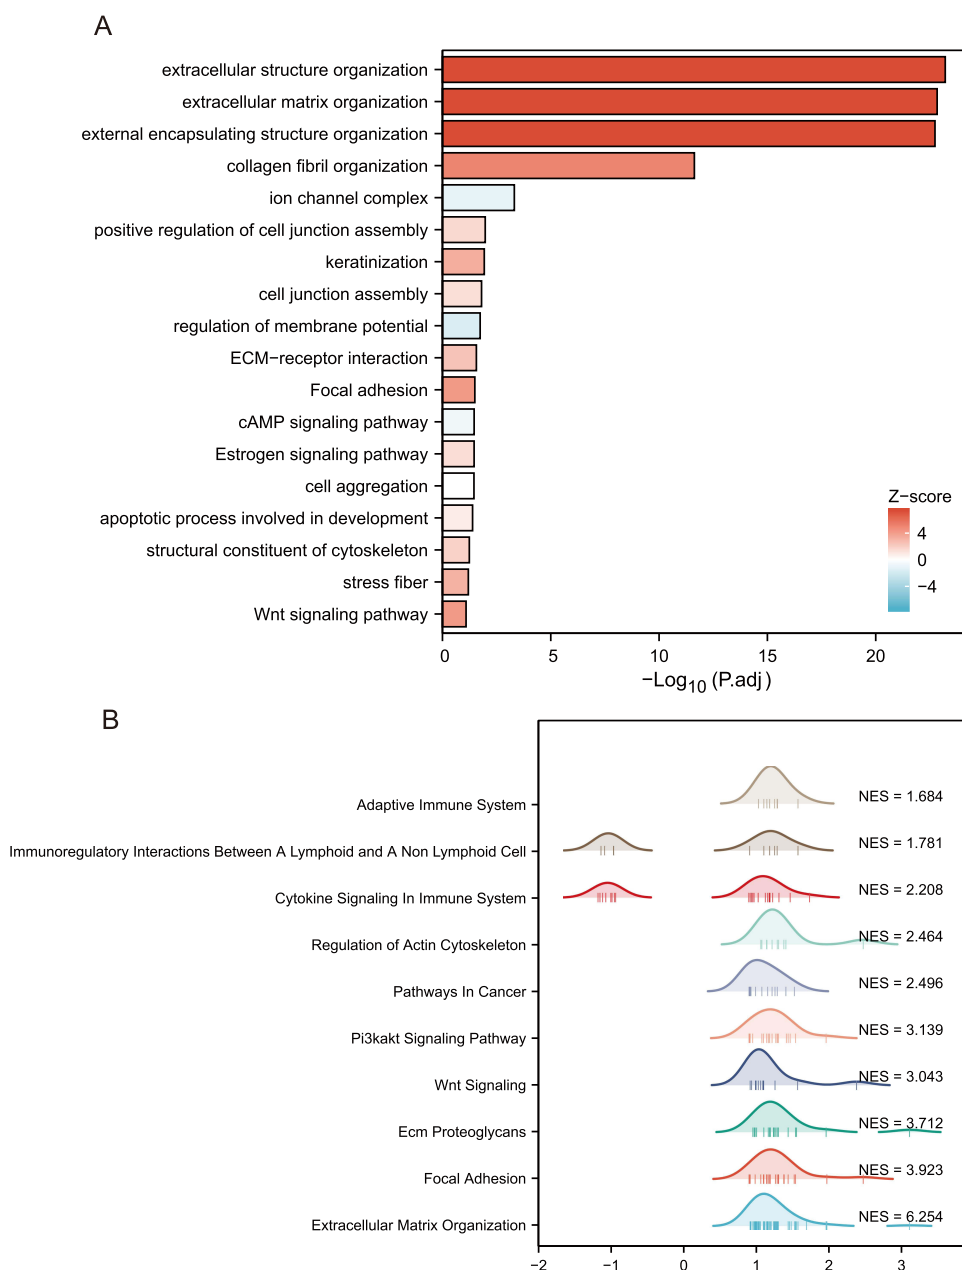 A
extracellular structure organization
extracellular matrix organization
external encapsulating structure organization
collagen fibril organization
ion channel complex
positive regulation of cell junction assembly
keratinization
cell junction assembly
regulation of membrane potential
ECM−receptor interaction
Focal adhesion
cAMP signaling pathway
Estrogen signaling pathway
cell aggregation
apoptotic process involved in development
structural constituent of cytoskeleton
stress fiber
Wnt signaling pathway
Z−score
4
0
−4
0 5 10 15 20
−Log10 (P.adj)
B
Adaptive Immune System NES = 1.684
Immunoregulatory Interactions Between A Lymphoid and A Non Lymphoid Cell NES = 1.781
Cytokine Signaling In Immune System NES = 2.208
Regulation of Actin Cytoskeleton NES = 2.464
Pathways In Cancer NES = 2.496
Pi3kakt Signaling Pathway NES = 3.139
Wnt Signaling NES = 3.043
Ecm Proteoglycans NES = 3.712
Focal Adhesion NES = 3.923
Extracellular Matrix Organization NES = 6.254
−2 −1 0 1 2 3